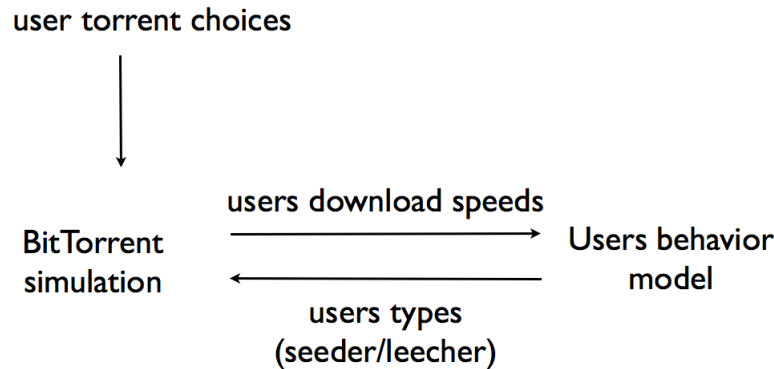 user torrent choices
users download speeds
BitTorrent
simulation
Users behavior
model
users types
(seeder/leecher)